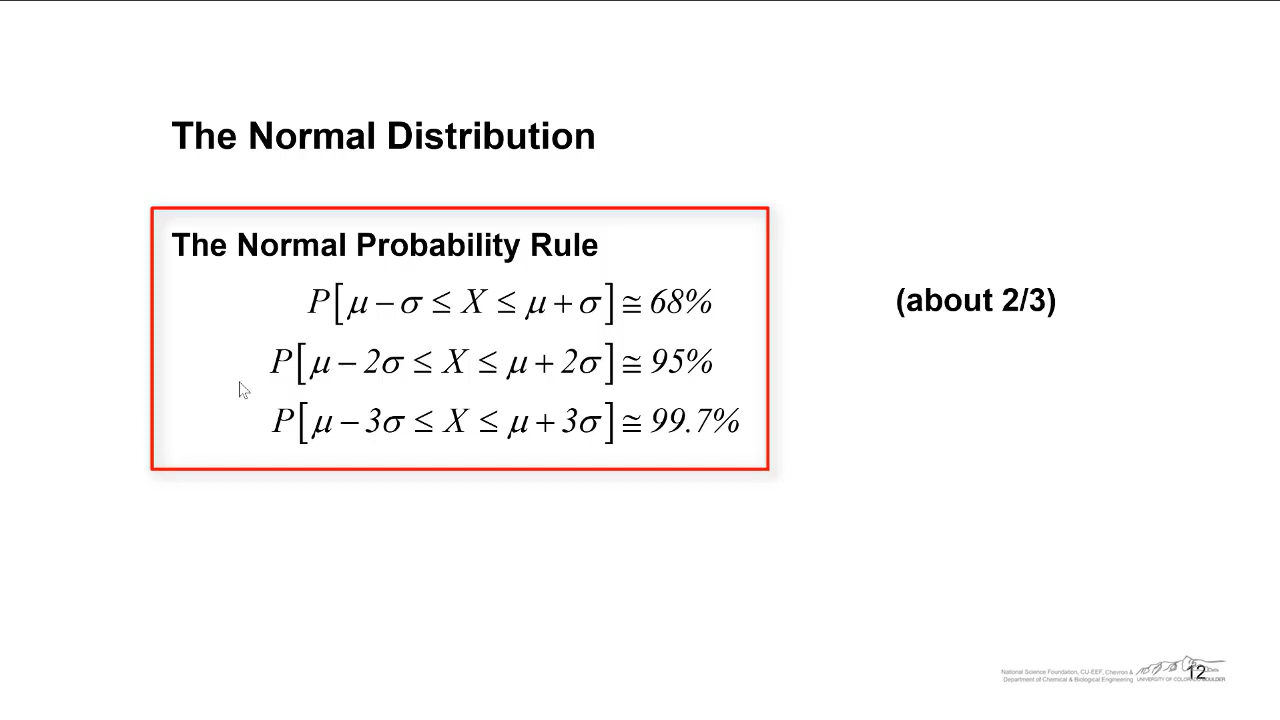 The Normal Distribution
The Normal Probability Rule
P[μ − σ ≤ X ≤ μ + σ] ≅ 68%
(about 2/3)
P[μ − 2σ ≤ X ≤ μ + 2σ] ≅ 95%
P[μ − 3σ ≤ X ≤ μ + 3σ] ≅ 99.7%
National Science Foundation, CU-EEF, Chevron &
Department of Chemical & Biological Engineering
UNIVERSITY OF COLORADO BOULDER
12